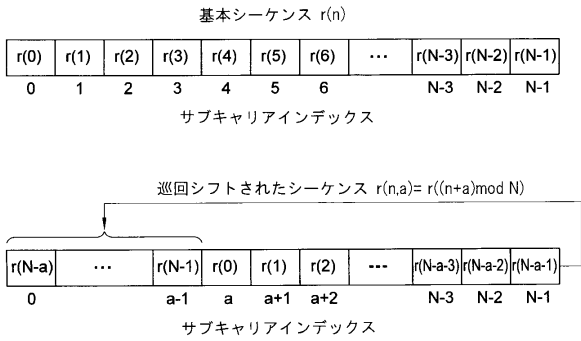 基本シーケンス r(n)
r(0) r(1) r(2) r(3) r(4) r(5) r(6) ··· r(N-3) r(N-2) r(N-1)
0 1 2 3 4 5 6 N-3 N-2 N-1
サブキャリアインデックス
巡回シフトされたシーケンス r(n,a)= r((n+a)mod N)
r(N-a) ··· r(N-1) r(0) r(1) r(2) --- r(N-a-3) r(N-a-2) r(N-a-1)
0 a-1 a a+1 a+2 N-3 N-2 N-1
サブキャリアインデックス